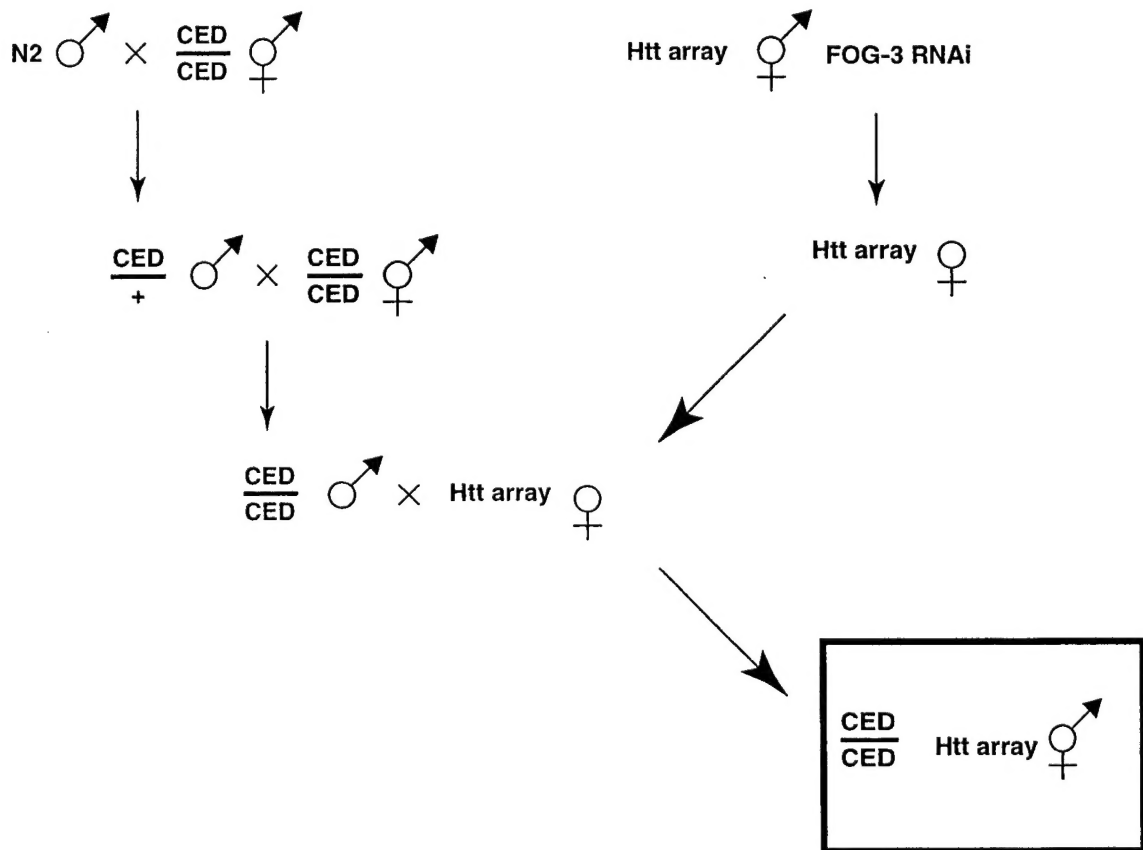 N2 × CED
CED
Htt array FOG-3 RNAi
CED
+
× CED
CED
Htt array
CED
CED
× Htt array
CED
CED
Htt array